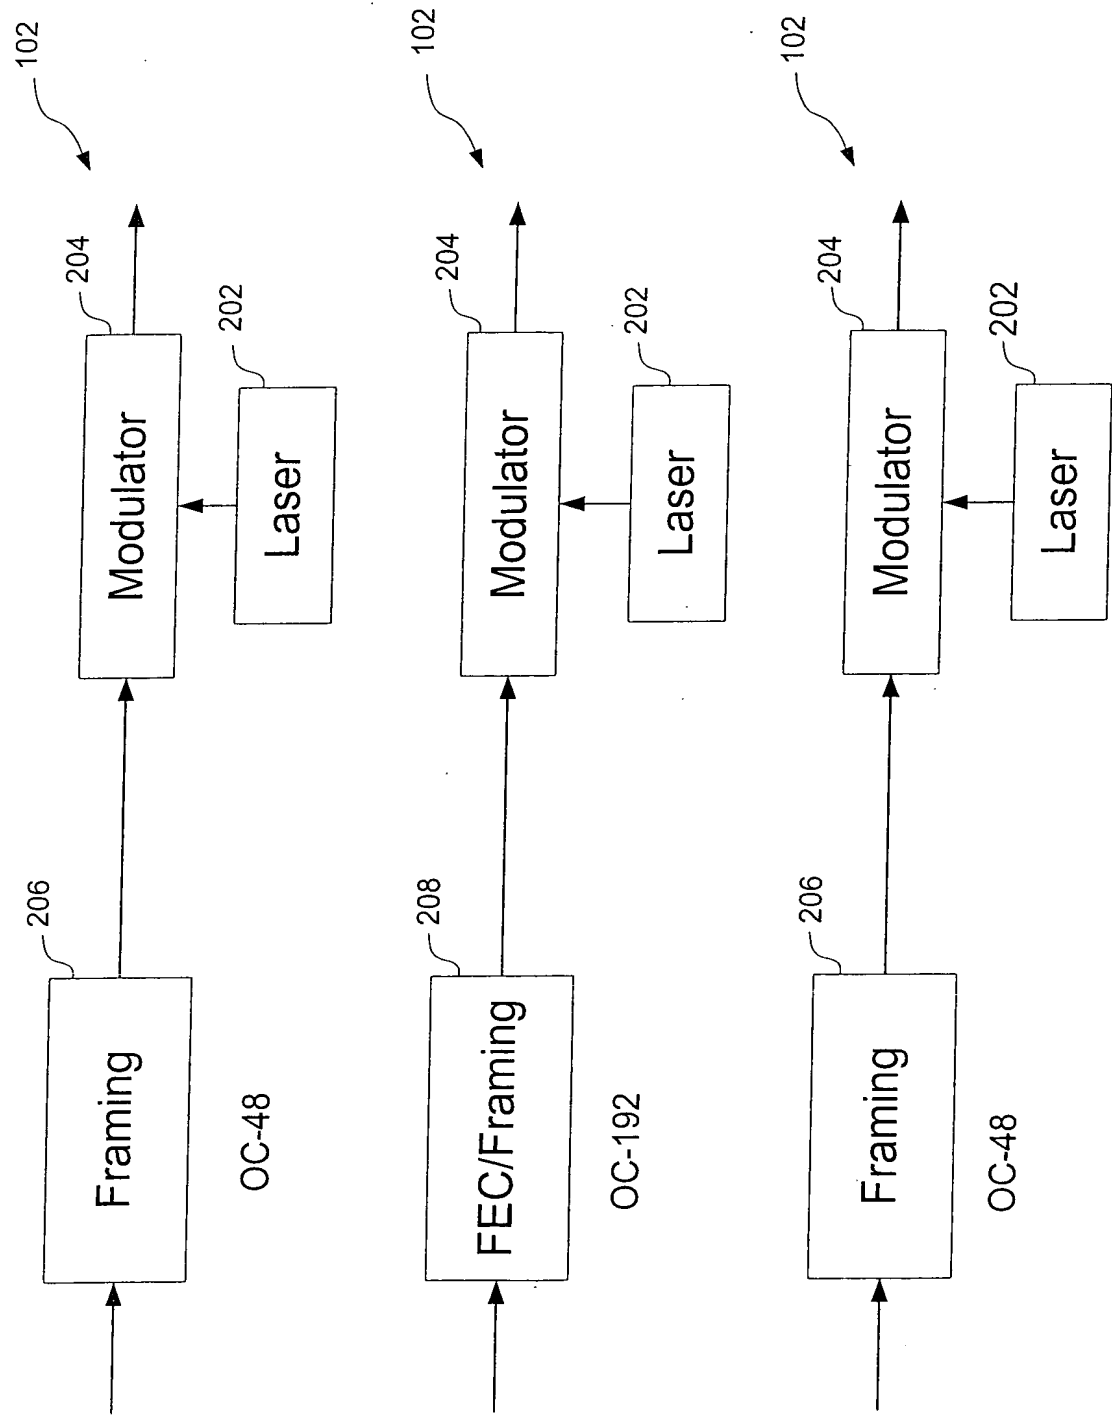 102
204
Modulator
202
Laser
206
Framing
OC-48
102
204
Modulator
202
Laser
208
FEC/Framing
OC-192
102
204
Modulator
202
Laser
206
Framing
OC-48